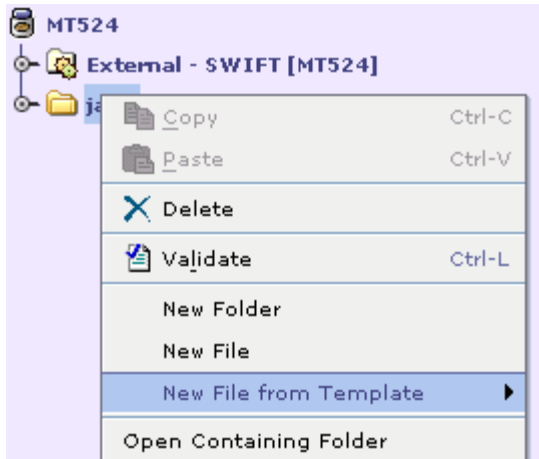 MT524
External - SWIFT [MT524]
Copy Ctrl-C
Paste Ctrl-V
Delete
Validate Ctrl-L
New Folder
New File
New File from Template
Open Containing Folder